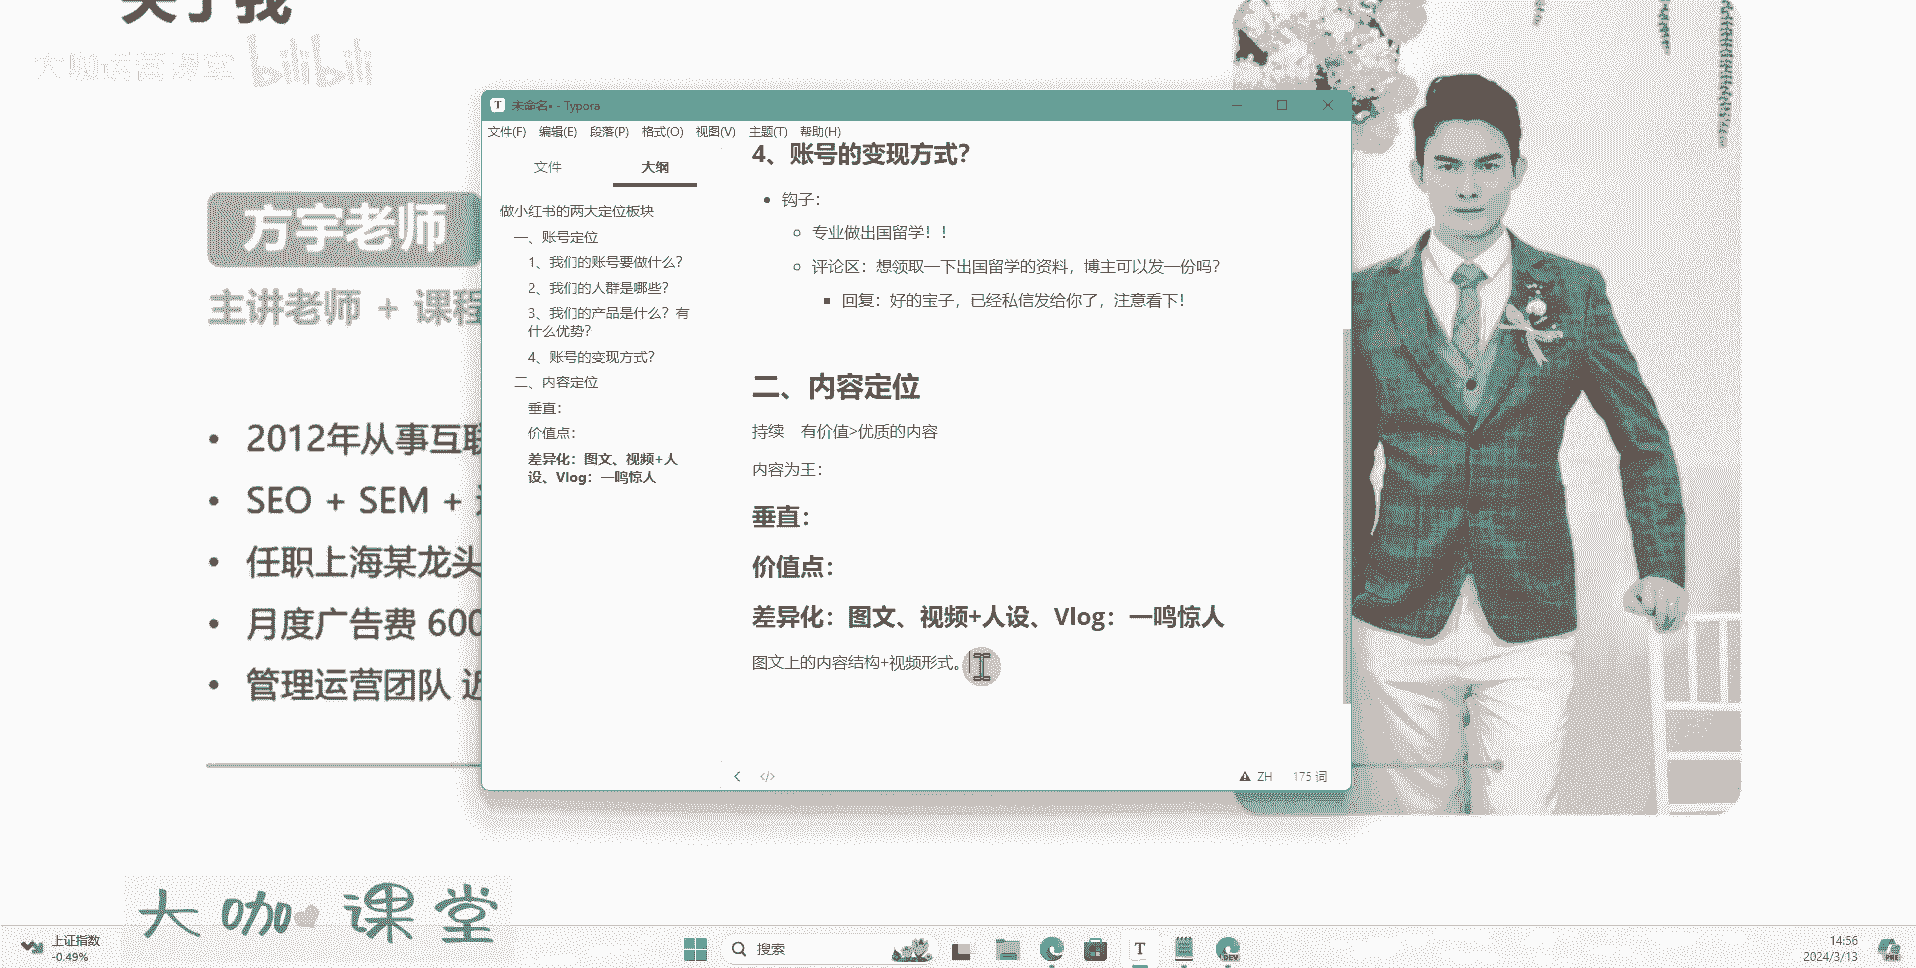 关于我
大咖运营课堂 bilibili
方宇老师
主讲老师 + 课程
• 2012年从事互联
• SEO + SEM +
• 任职上海某龙头
• 月度广告费 600
• 管理运营团队 近
未命名• - Typora
文件(F) 编辑(E) 段落(P) 格式(O) 视图(V) 主题(T) 帮助(H)
文件 大纲
做小红书的两大定位板块
一、账号定位
1、我们的账号要做什么？
2、我们的人群是哪些？
3、我们的产品是什么？有
什么优势？
4、账号的变现方式？
二、内容定位
垂直：
价值点：
差异化：图文、视频+人
设、Vlog：一鸣惊人
4、账号的变现方式？
钩子：
专业做出国留学！！
评论区：想领取一下出国留学的资料，博主可以发一份吗？
回复：好的宝子，已经私信发给你了，注意看下！
二、内容定位
持续 有价值>优质的内容
内容为王：
垂直：
价值点：
差异化：图文、视频+人设、Vlog：一鸣惊人
图文上的内容结构+视频形式。
ZH 175 词
大咖课堂
上证指数
-0.49%
搜索
14:56
2024/3/13